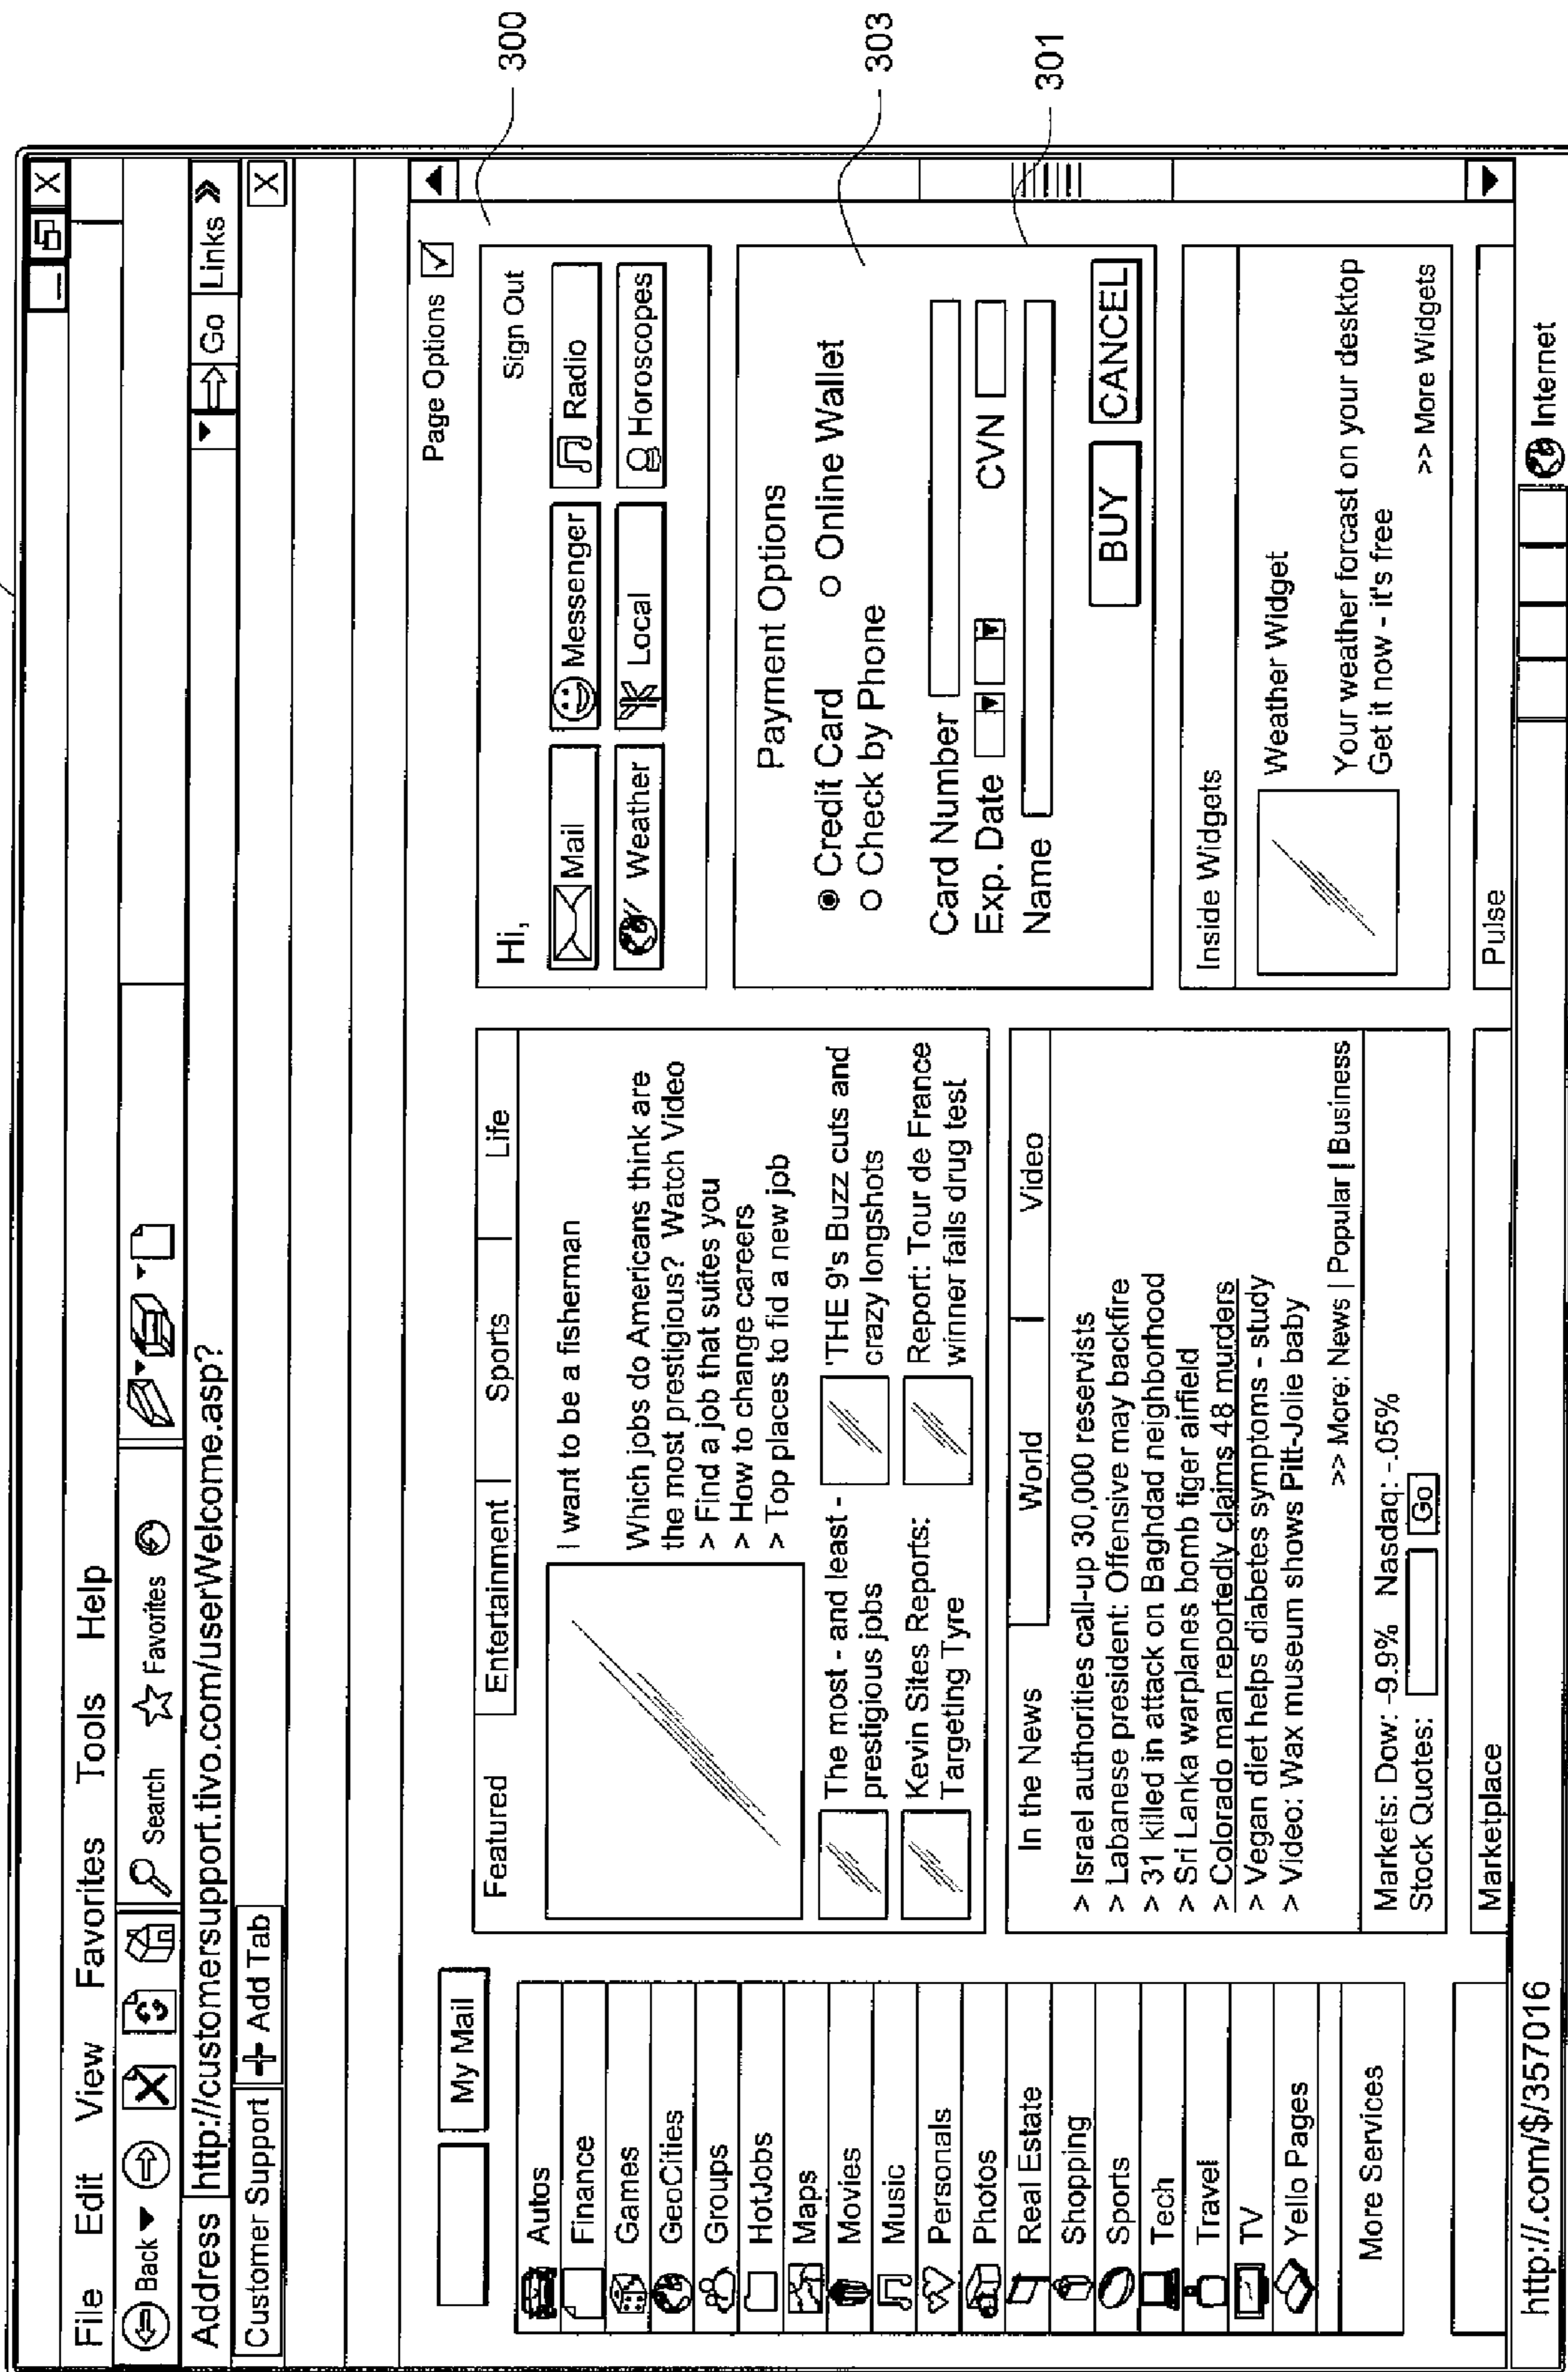 File Edit View Favorites Tools Help
Back Search Favorites
Address http://customersupport.tivo.com/userWelcome.asp? Go Links »
Customer Support + Add Tab X
Page Options
My Mail
Autos
Finance
Games
GeoCities
Groups
HotJobs
Maps
Movies
Music
Personals
Photos
Real Estate
Shopping
Sports
Tech
Travel
TV
Yello Pages
More Services
Featured Entertainment Sports Life
I want to be a fisherman
Which jobs do Americans think are
the most prestigious? Watch Video
> Find a job that suites you
> How to change careers
> Top places to fid a new job
The most - and least -
prestigious jobs
'THE 9's Buzz cuts and
crazy longshots
Kevin Sites Reports:
Targeting Tyre
Report: Tour de France
winner fails drug test
In the News World Video
> Israel authorities call-up 30,000 reservists
> Labanese president: Offensive may backfire
> 31 killed in attack on Baghdad neighborhood
> Sri Lanka warplanes bomb tiger airfield
> Colorado man reportedly claims 48 murders
> Vegan diet helps diabetes symptoms - study
> Video: Wax museum shows Pitt-Jolie baby
>> More: News | Popular | Business
Markets: Dow: -9.9% Nasdaq: -.05%
Stock Quotes: Go
Marketplace
Hi, Sign Out
Mail Messenger Radio
Weather Local Horoscopes
Payment Options
Credit Card Online Wallet
Check by Phone
Card Number
Exp. Date CVN
Name
BUY CANCEL
Inside Widgets
Weather Widget
Your weather forcast on your desktop
Get it now - it's free
>> More Widgets
Pulse
http://.com/$/357016 Internet
300
303
301